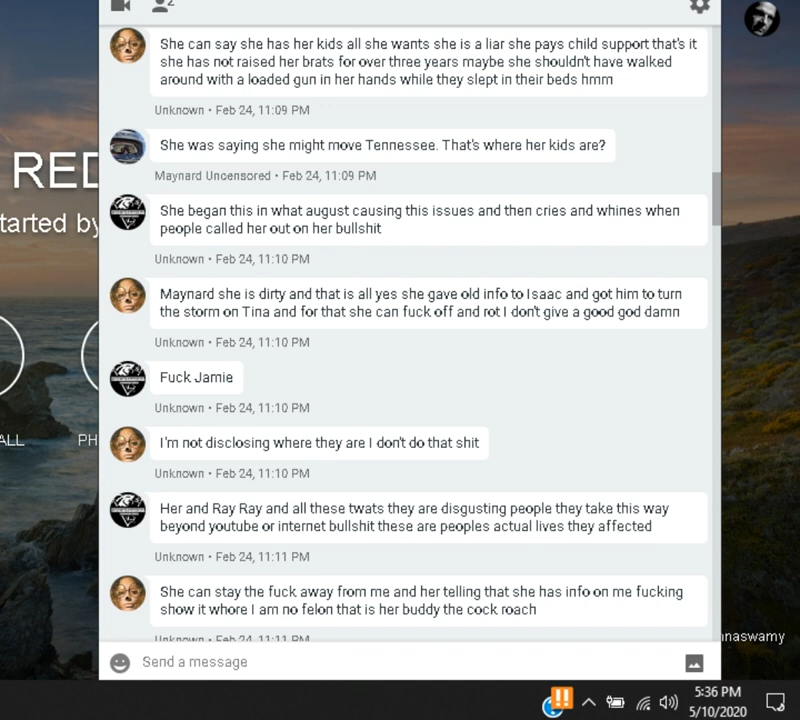 2
She can say she has her kids all she wants she is a liar she pays child support that's it
she has not raised her brats for over three years maybe she shouldn't have walked
around with a loaded gun in her hands while they slept in their beds hmm
Unknown • Feb 24, 11:09 PM
She was saying she might move Tennessee. That's where her kids are?
Maynard Uncensored • Feb 24, 11:09 PM
She began this in what august causing this issues and then cries and whines when
people called her out on her bullshit
Unknown • Feb 24, 11:10 PM
Maynard she is dirty and that is all yes she gave old info to Isaac and got him to turn
the storm on Tina and for that she can fuck off and rot I don't give a good god damn
Unknown • Feb 24, 11:10 PM
Fuck Jamie
Unknown • Feb 24, 11:10 PM
I'm not disclosing where they are I don't do that shit
Unknown • Feb 24, 11:10 PM
Her and Ray Ray and all these twats they are disgusting people they take this way
beyond youtube or internet bullshit these are peoples actual lives they affected
Unknown • Feb 24, 11:11 PM
She can stay the fuck away from me and her telling that she has info on me fucking
show it whore I am no felon that is her buddy the cock roach
Unknown • Feb 24, 11:11 PM
Send a message
RED
tarted by
ALL
PH
nnaswamy
5:36 PM
5/10/2020